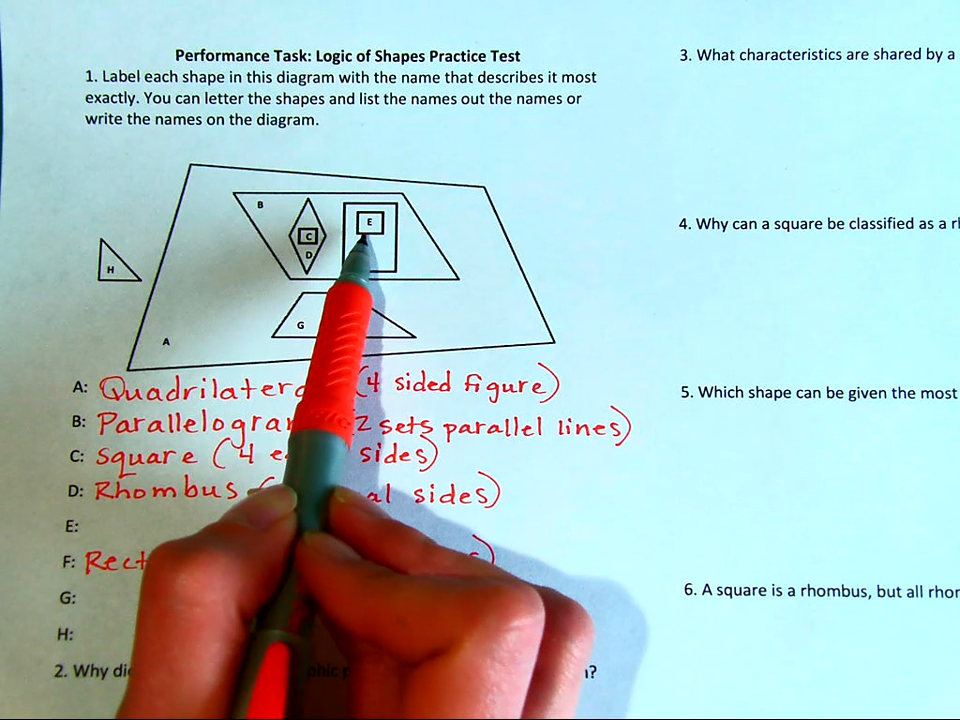 Performance Task: Logic of Shapes Practice Test
1. Label each shape in this diagram with the name that describes it most
exactly. You can letter the shapes and list the names out the names or
write the names on the diagram.
B
E
C
D
H
G
A
A: Quadrilatera (4 sided figure)
B: Parallelogra (2 sets parallel lines)
C: square (4 e sides)
D: Rhombus al sides)
E:
F: Rect s)
G:
H:
2. Why di phic p ?
3. What characteristics are shared by a
4. Why can a square be classified as a r
5. Which shape can be given the most
6. A square is a rhombus, but all rhor